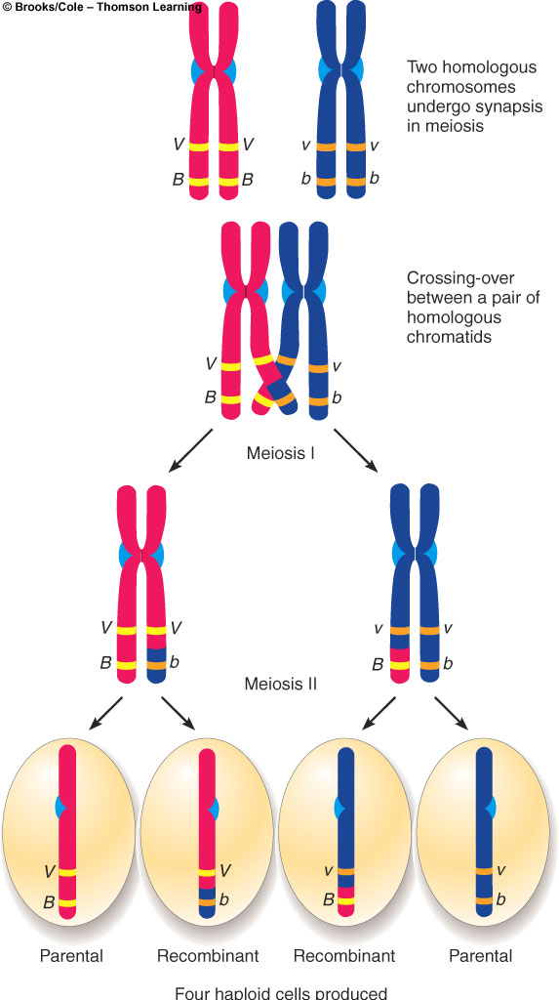 © Brooks/Cole – Thomson Learning
Two homologous
chromosomes
undergo synapsis
in meiosis
V V v v
B B b b
Crossing-over
between a pair of
homologous
chromatids
V v
B b
Meiosis I
V V v v
B b B b
Meiosis II
V V v v
B b B b
Parental Recombinant Recombinant Parental
Four haploid cells produced